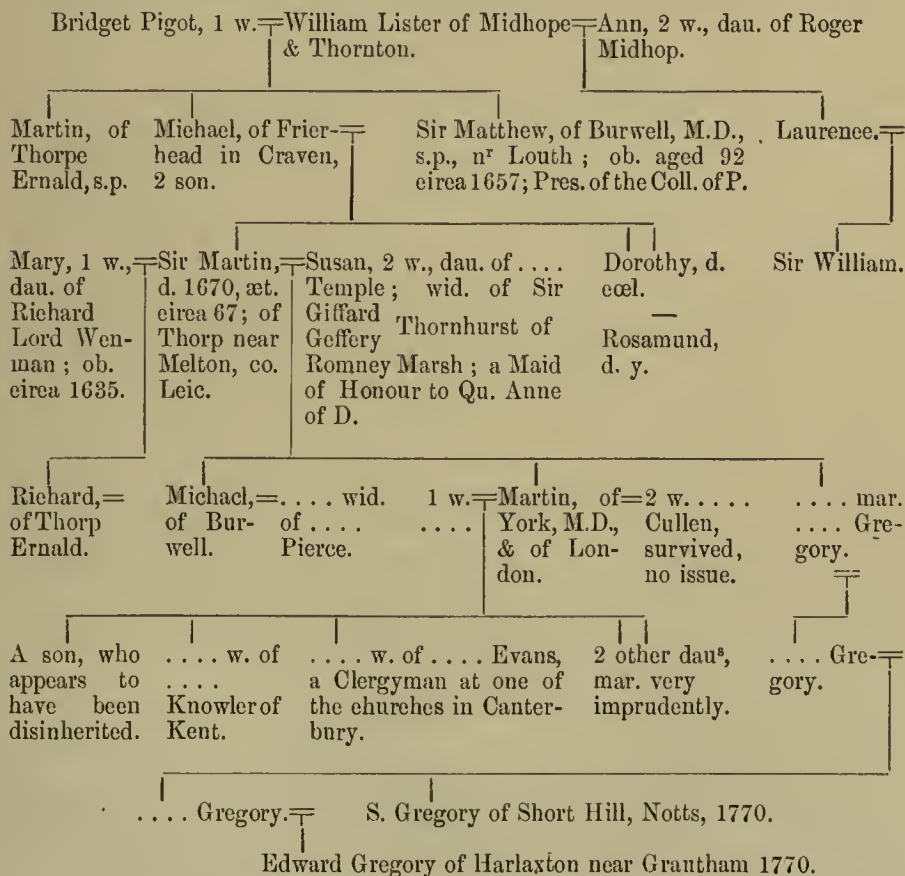 Bridget Pigot, 1 w.=William Lister of Midhope=Ann, 2 w., dau. of Roger
& Thornton. Midhop.
Martin, of
Thorpe
Ernald, s.p.
Michael, of Frier-=
head in Craven,
2 son.
Sir Matthew, of Burwell, M.D.,
s.p., nʳ Louth ; ob. aged 92
circa 1657; Pres. of the Coll. of P.
Laurence.=
Mary, 1 w.,=
dau. of
Richard
Lord Wen-
man ; ob.
circa 1635.
Sir Martin,=
d. 1670, æt.
circa 67; of
Thorp near
Melton, co.
Leic.
Susan, 2 w., dau. of ....
Temple ; wid. of Sir
Giffard
Geffery Thornhurst of
Romney Marsh ; a Maid
of Honour to Qu. Anne
of D.
Dorothy, d.
cœl.
—
Rosamund,
d. y.
Sir William.
Richard,=
of Thorp
Ernald.
Michael,=
of Bur-
well.
.... wid.
of ....
Pierce.
1 w.=
....
Martin, of=
York, M.D.,
& of Lon-
don.
2 w. .....
Cullen,
survived,
no issue.
.... mar.
.... Gre-
gory.
A son, who
appears to
have been
disinherited.
.... w. of
....
Knowler of
Kent.
.... w. of .... Evans,
a Clergyman at one of
the churches in Canter-
bury.
2 other dauˢ,
mar. very
imprudently.
.... Gre-=
gory.
.... Gregory.= S. Gregory of Short Hill, Notts, 1770.
Edward Gregory of Harlaxton near Grantham 1770.